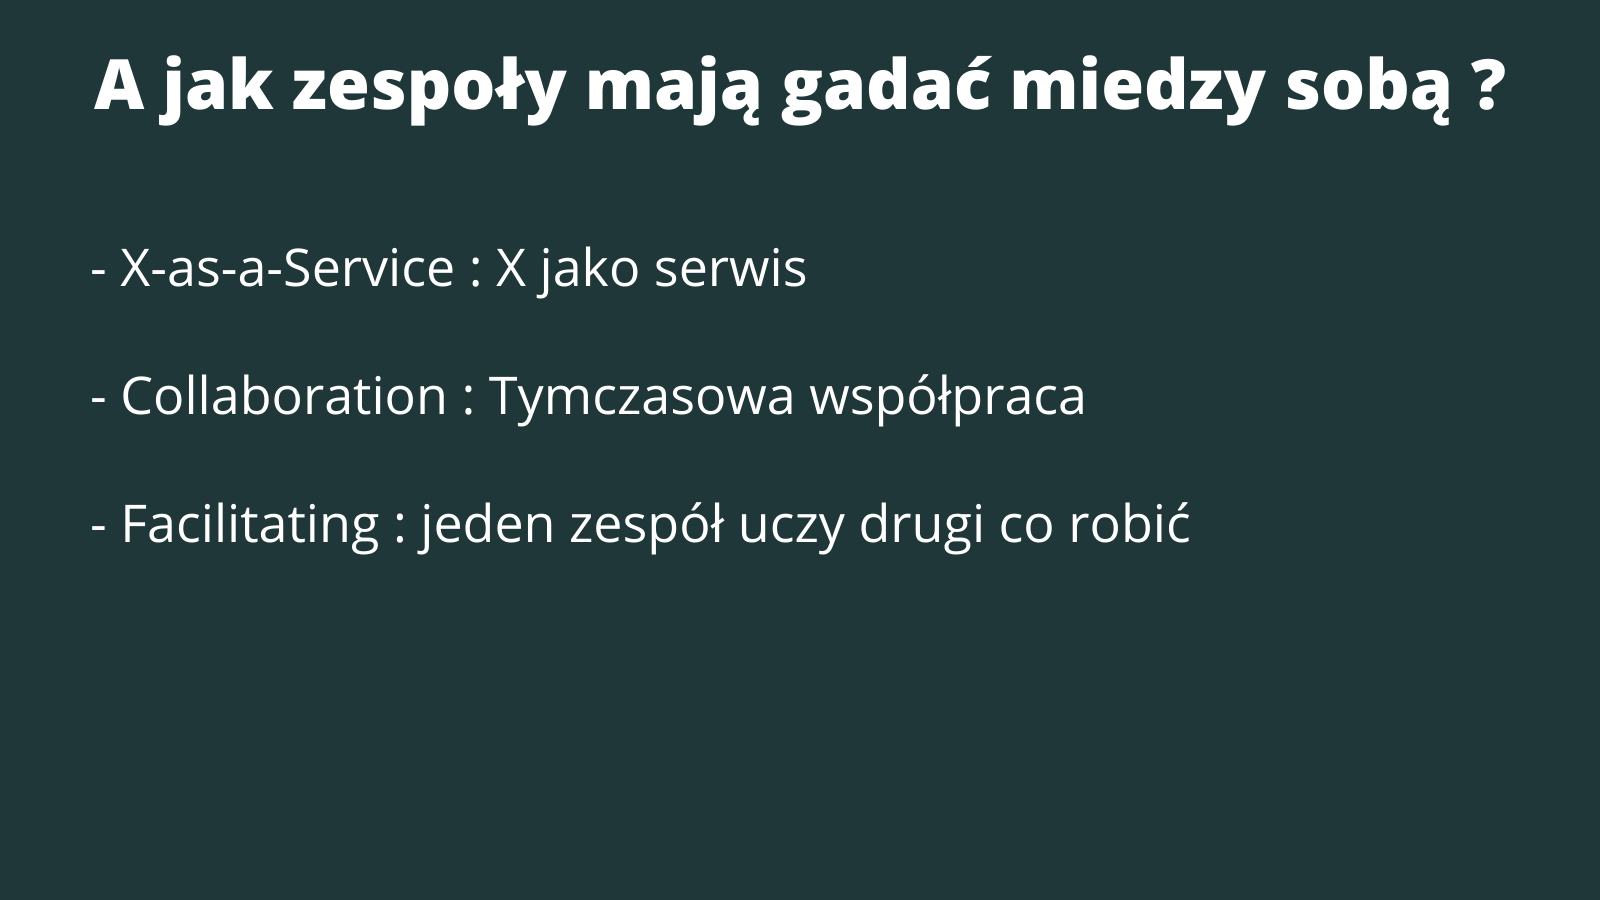 A jak zespoły mają gadać miedzy sobą ?
- X-as-a-Service : X jako serwis
- Collaboration : Tymczasowa współpraca
- Facilitating : jeden zespół uczy drugi co robić